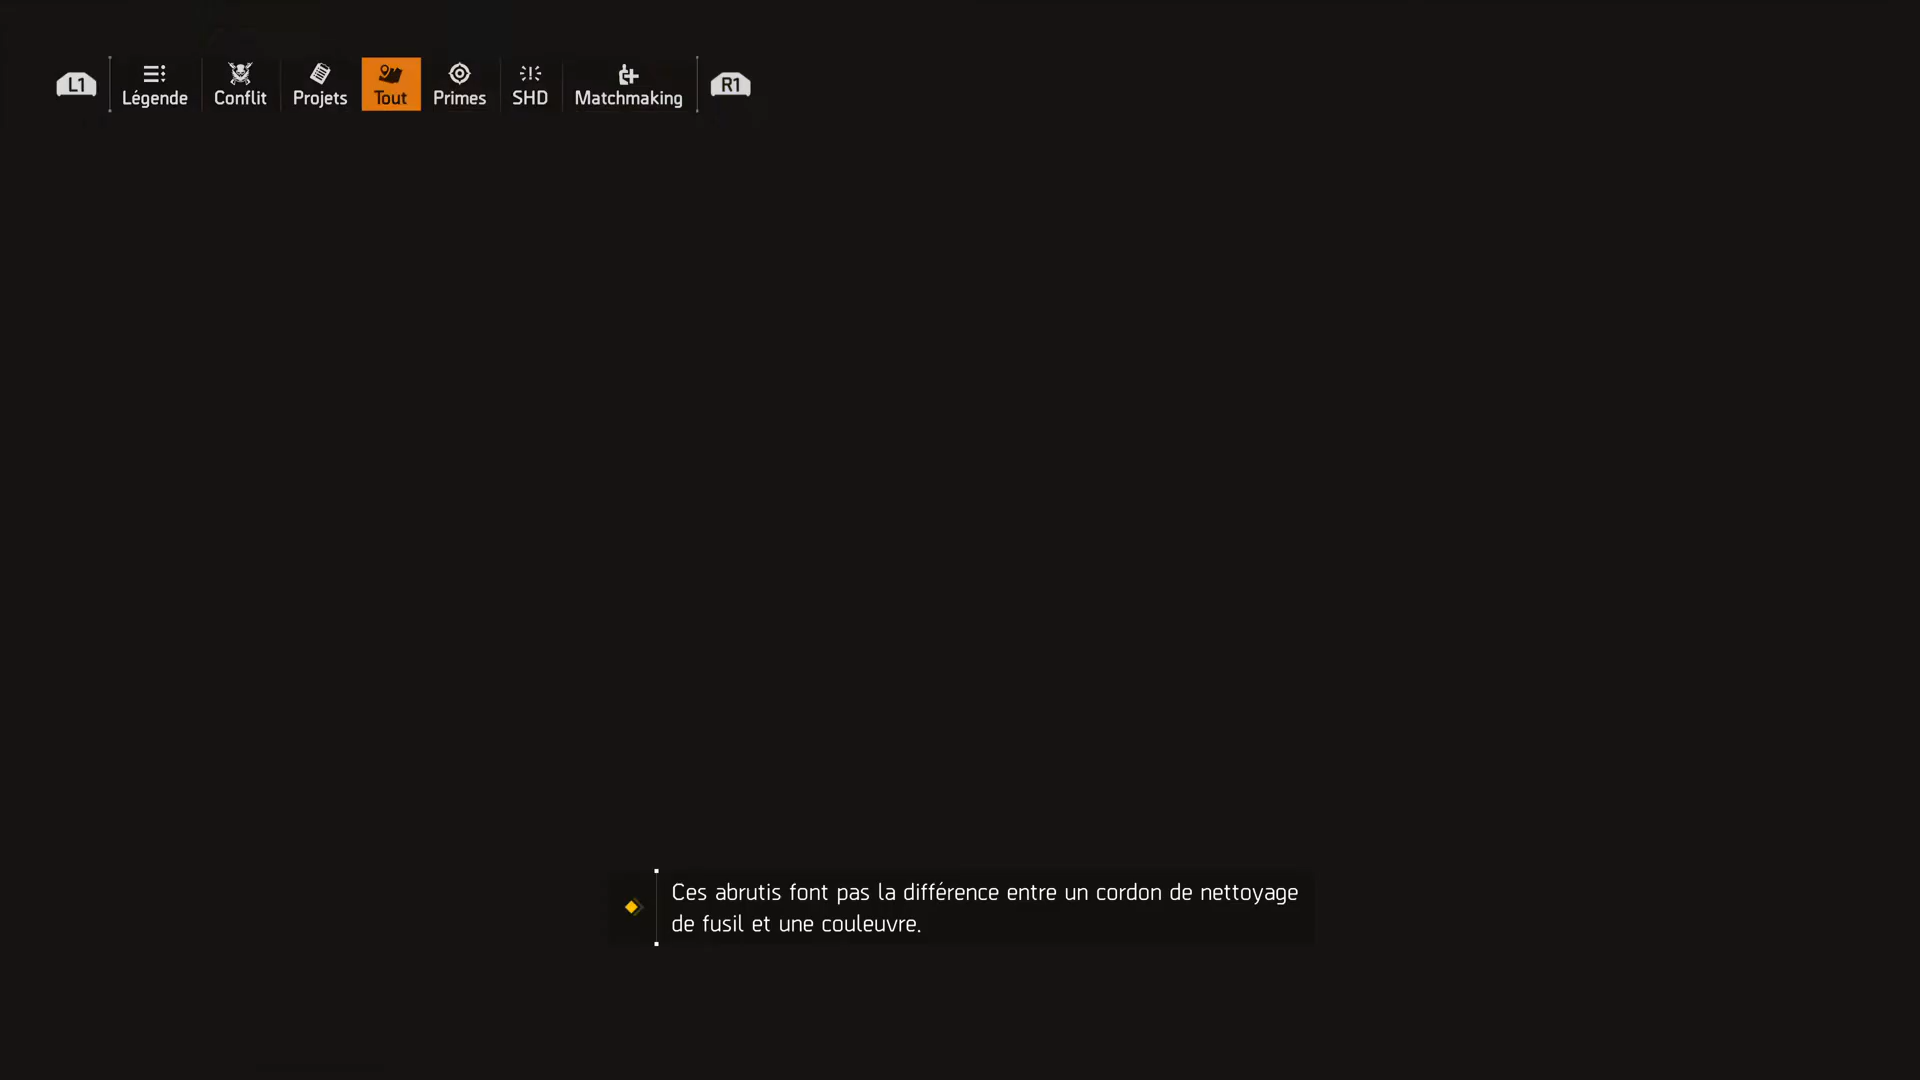 L1
Légende
Conflit
Projets
Tout
Primes
SHD
Matchmaking
R1
Ces abrutis font pas la différence entre un cordon de nettoyage
de fusil et une couleuvre.